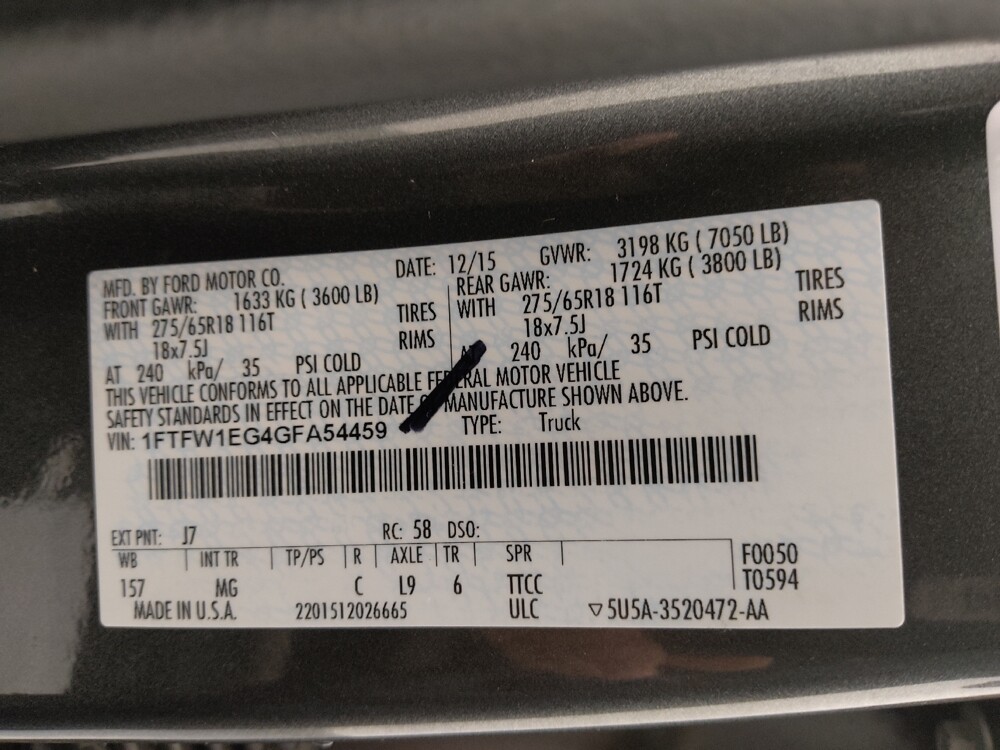 MFD. BY FORD MOTOR CO. DATE: 12/15 GVWR: 3198 KG ( 7050 LB)
FRONT GAWR: 1633 KG ( 3600 LB) REAR GAWR: 1724 KG ( 3800 LB)
WITH 275/65R18 116T TIRES WITH 275/65R18 116T TIRES
18x7.5J RIMS 18x7.5J RIMS
AT 240 kPa/ 35 PSI COLD AT 240 kPa/ 35 PSI COLD
THIS VEHICLE CONFORMS TO ALL APPLICABLE FEDERAL MOTOR VEHICLE
SAFETY STANDARDS IN EFFECT ON THE DATE OF MANUFACTURE SHOWN ABOVE.
VIN: 1FTFW1EG4GFA54459 TYPE: Truck
EXT PNT: J7 RC: 58 DSO:
WB INT TR TP/PS R AXLE TR SPR F0050
157 MG C L9 6 TTCC T0594
MADE IN U.S.A. 2201512026665 ULC ▽5U5A-3520472-AA